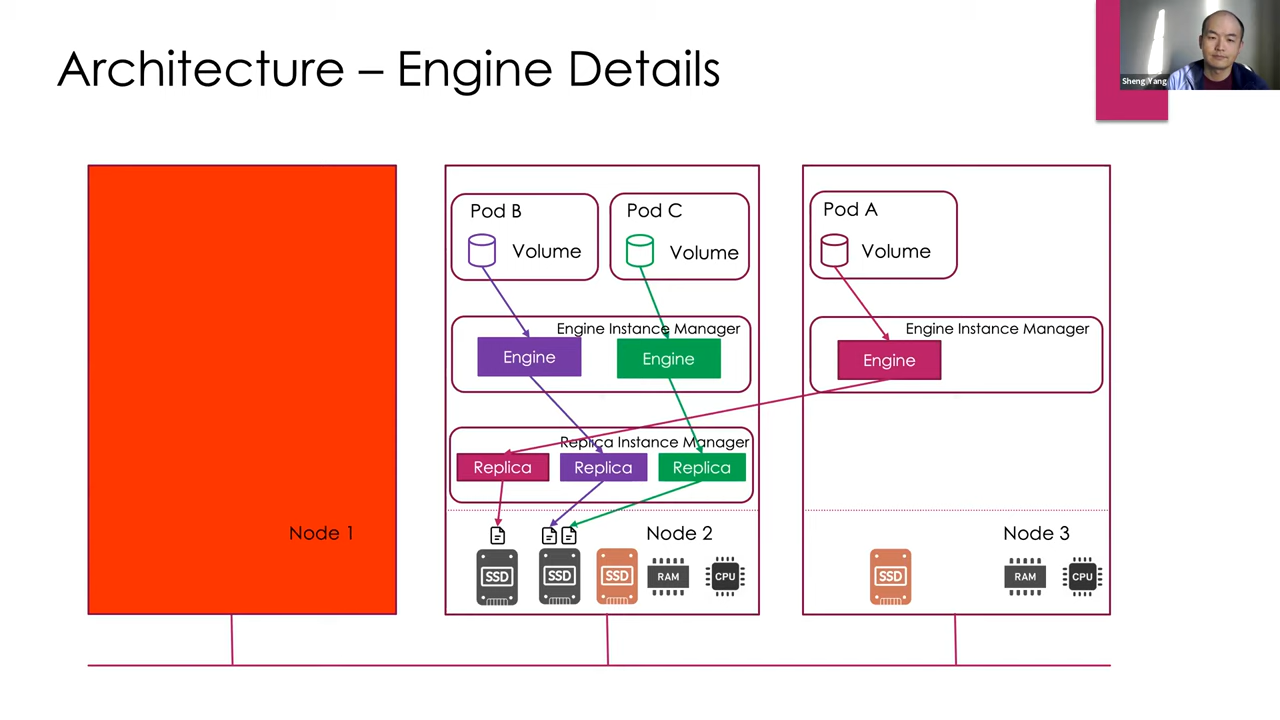 Architecture – Engine Details
Sheng Yang
Node 1
Pod B
Volume
Pod C
Volume
Engine Instance Manager
Engine
Engine
Replica Instance Manager
Replica
Replica
Replica
Node 2
SSD
SSD
SSD
RAM
CPU
Pod A
Volume
Engine Instance Manager
Engine
Node 3
SSD
RAM
CPU